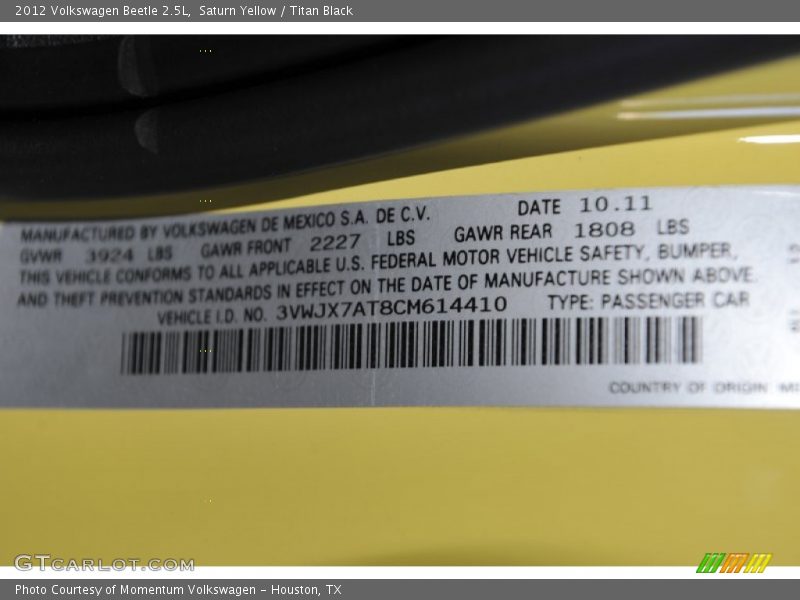 2012 Volkswagen Beetle 2.5L, Saturn Yellow / Titan Black
MANUFACTURED BY VOLKSWAGEN DE MEXICO S.A. DE C.V. DATE 10.11
GVWR 3924 LBS GAWR FRONT 2227 LBS GAWR REAR 1808 LBS
THIS VEHICLE CONFORMS TO ALL APPLICABLE U.S. FEDERAL MOTOR VEHICLE SAFETY, BUMPER,
AND THEFT PREVENTION STANDARDS IN EFFECT ON THE DATE OF MANUFACTURE SHOWN ABOVE.
VEHICLE I.D. NO. 3VWJX7AT8CM614410 TYPE: PASSENGER CAR
COUNTRY OF ORIGIN
GTCARLOT.COM
Photo Courtesy of Momentum Volkswagen - Houston, TX